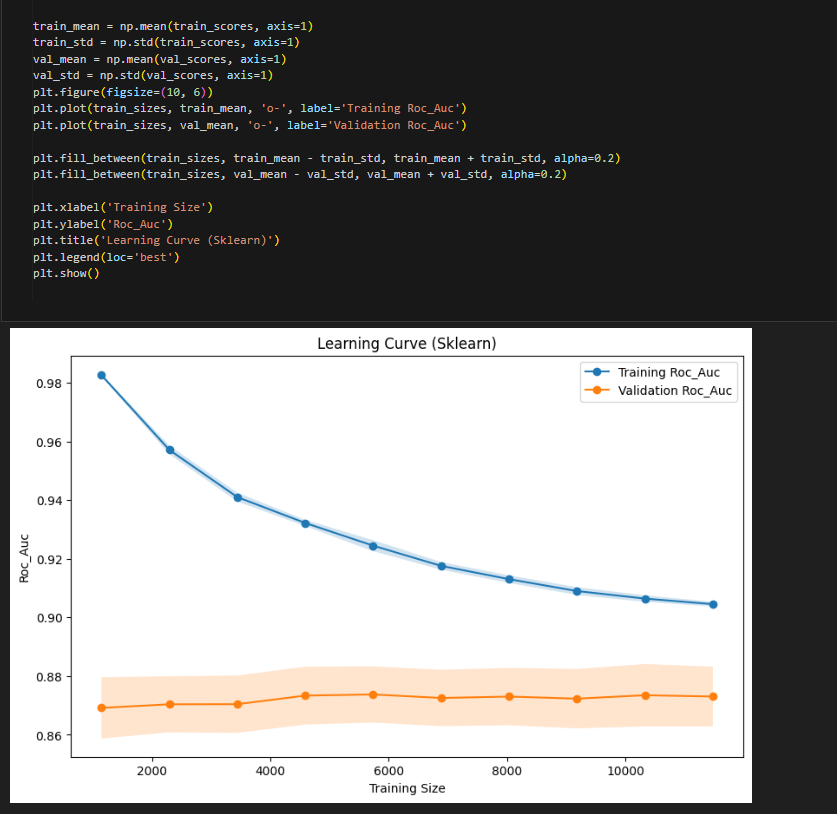 train_mean = np.mean(train_scores, axis=1)
train_std = np.std(train_scores, axis=1)
val_mean = np.mean(val_scores, axis=1)
val_std = np.std(val_scores, axis=1)
plt.figure(figsize=(10, 6))
plt.plot(train_sizes, train_mean, 'o-', label='Training Roc_Auc')
plt.plot(train_sizes, val_mean, 'o-', label='Validation Roc_Auc')
plt.fill_between(train_sizes, train_mean - train_std, train_mean + train_std, alpha=0.2)
plt.fill_between(train_sizes, val_mean - val_std, val_mean + val_std, alpha=0.2)
plt.xlabel('Training Size')
plt.ylabel('Roc_Auc')
plt.title('Learning Curve (Sklearn)')
plt.legend(loc='best')
plt.show()
Learning Curve (Sklearn)
Training Roc_Auc
Validation Roc_Auc
0.98
0.96
0.94
0.92
0.90
0.88
0.86
Roc_Auc
2000
4000
6000
8000
10000
Training Size